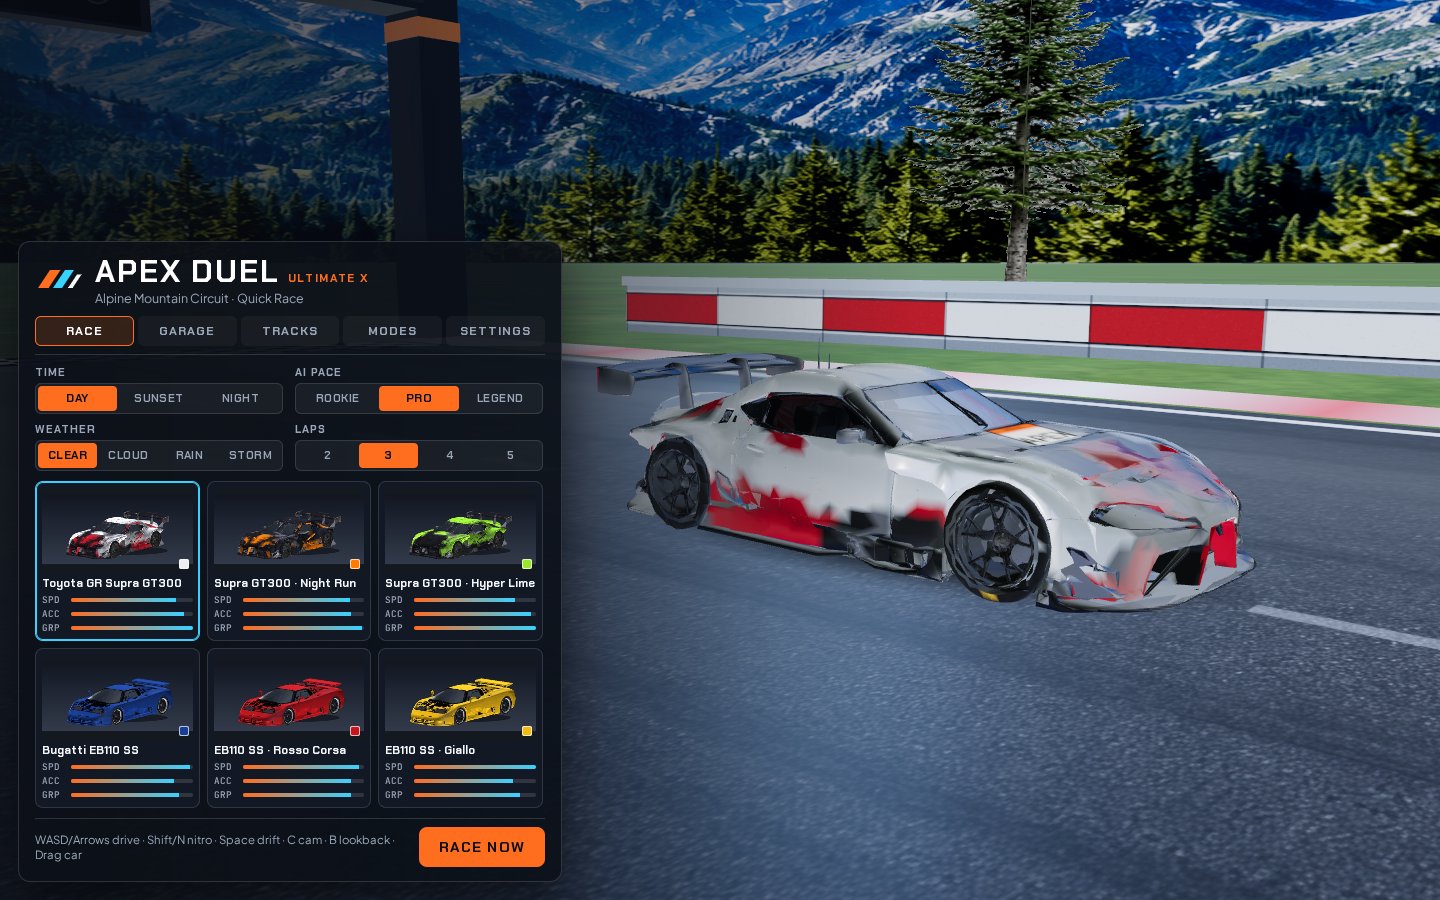 APEX DUEL ULTIMATE X
Alpine Mountain Circuit · Quick Race
RACE GARAGE TRACKS MODES SETTINGS
TIME
DAY SUNSET NIGHT
AI PACE
ROOKIE PRO LEGEND
WEATHER
CLEAR CLOUD RAIN STORM
LAPS
2 3 4 5
Toyota GR Supra GT300
SPD
ACC
GRP
Supra GT300 · Night Run
SPD
ACC
GRP
Supra GT300 · Hyper Lime
SPD
ACC
GRP
Bugatti EB110 SS
SPD
ACC
GRP
EB110 SS · Rosso Corsa
SPD
ACC
GRP
EB110 SS · Giallo
SPD
ACC
GRP
WASD/Arrows drive · Shift/N nitro · Space drift · C cam · B lookback ·
Drag car
RACE NOW